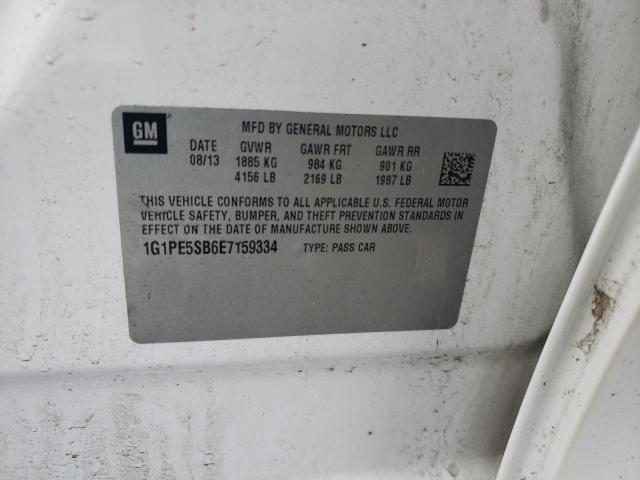 GM
MFD BY GENERAL MOTORS LLC
DATE GVWR GAWR FRT GAWR RR
08/13 1885 KG 984 KG 901 KG
4156 LB 2169 LB 1987 LB
THIS VEHICLE CONFORMS TO ALL APPLICABLE U.S. FEDERAL MOTOR
VEHICLE SAFETY, BUMPER, AND THEFT PREVENTION STANDARDS IN
EFFECT ON THE DATE OF MANUFACTURE SHOWN ABOVE.
1G1PE5SB6E7159334 TYPE: PASS CAR